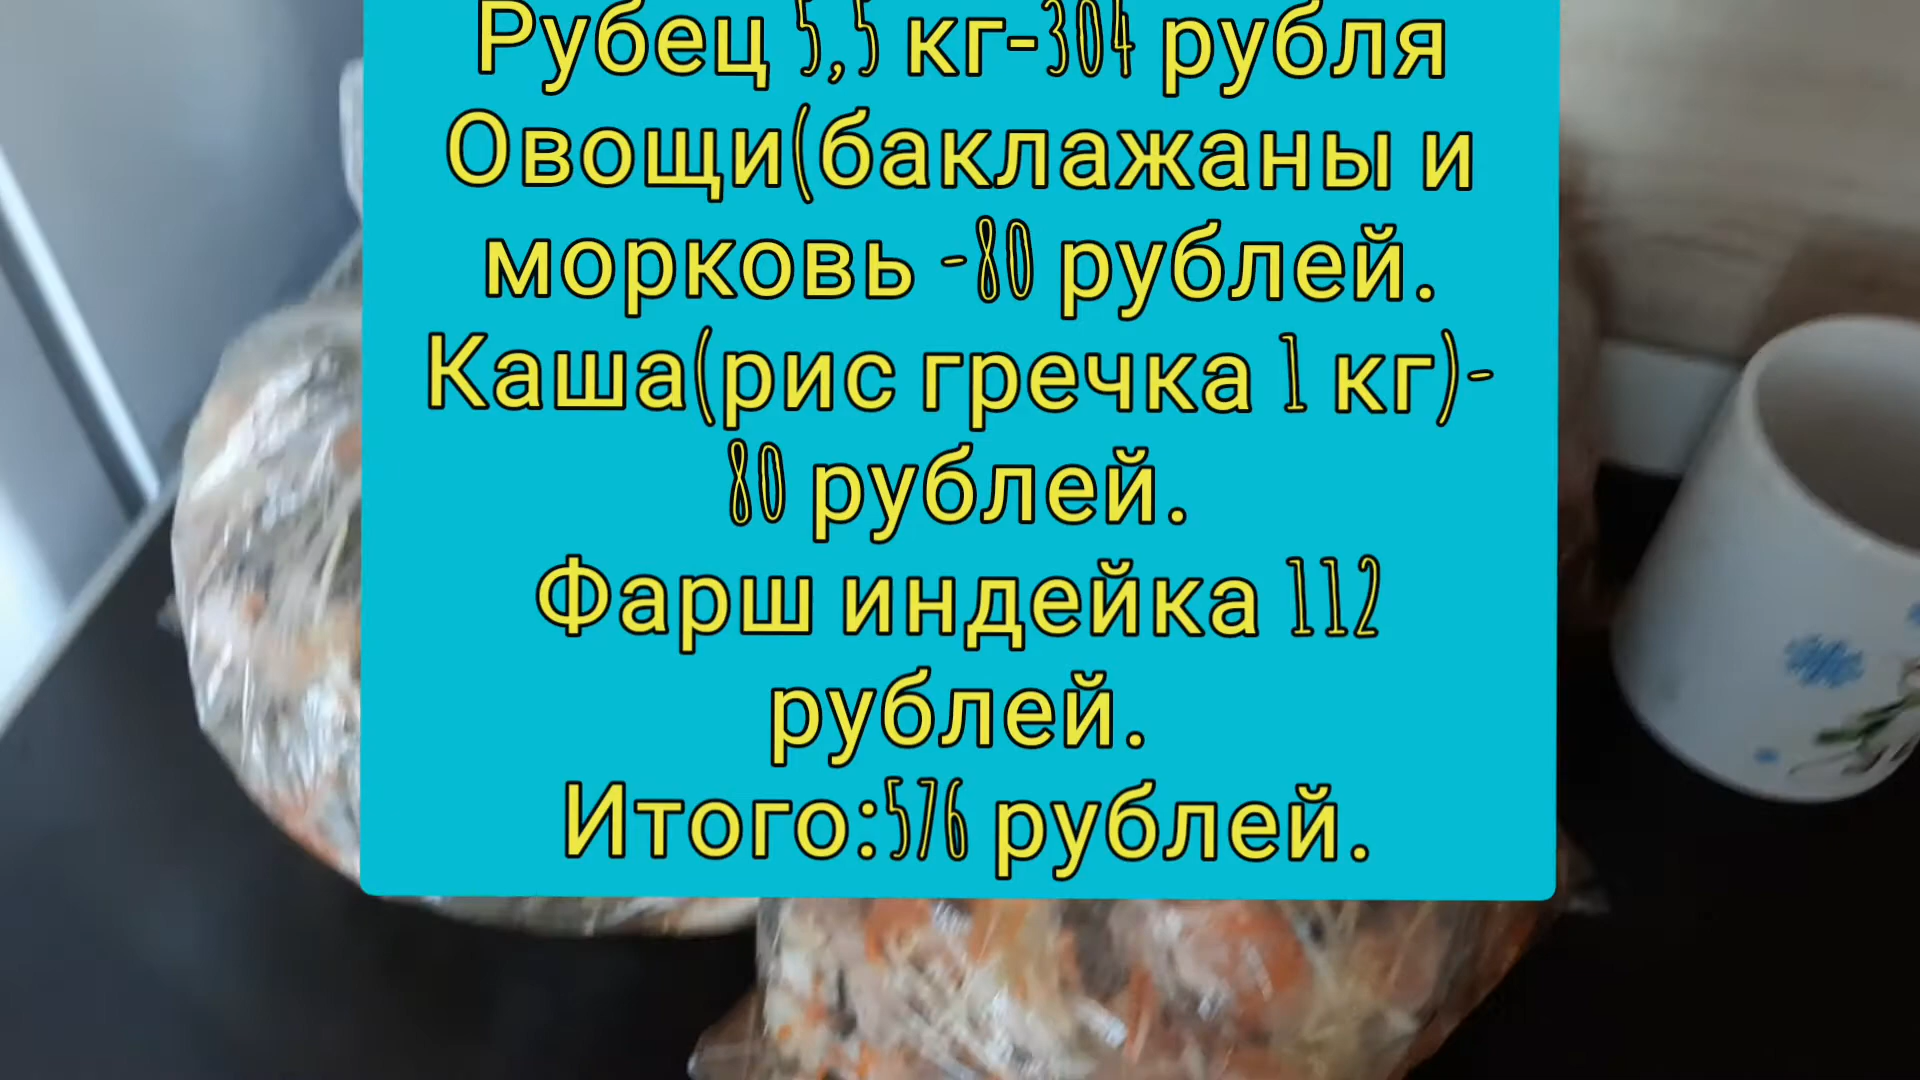 Рубец 5,5 кг-304 рубля
Овощи(баклажаны и
морковь -80 рублей.
Каша(рис гречка 1 кг)-
80 рублей.
Фарш индейка 112
рублей.
Итого:576 рублей.